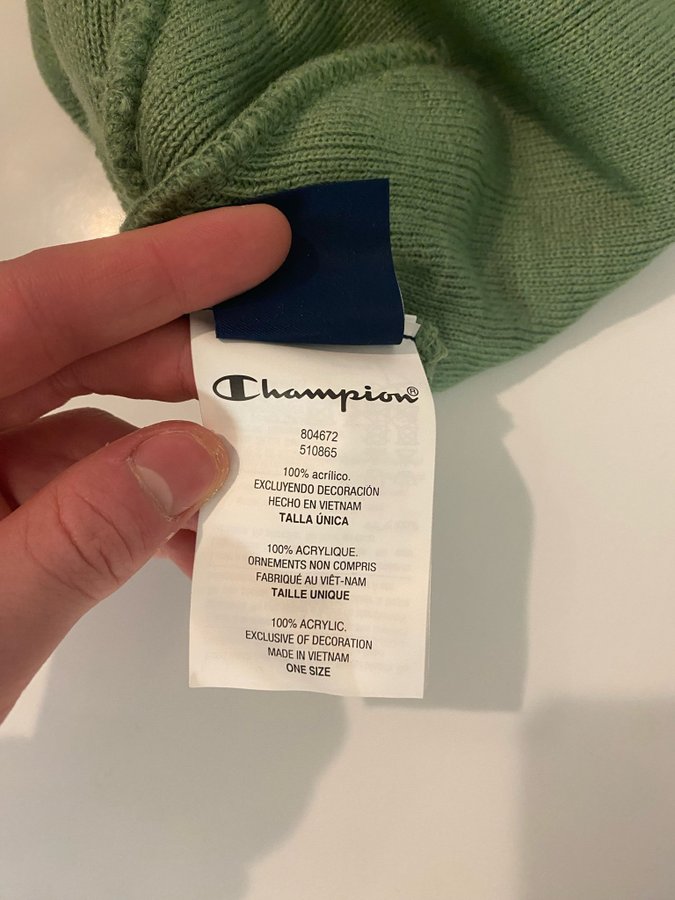 Champion®
804672
510865
100% acrílico.
EXCLUYENDO DECORACIÓN
HECHO EN VIETNAM
TALLA ÚNICA
100% ACRYLIQUE.
ORNEMENTS NON COMPRIS
FABRIQUÉ AU VIÊT-NAM
TAILLE UNIQUE
100% ACRYLIC.
EXCLUSIVE OF DECORATION
MADE IN VIETNAM
ONE SIZE